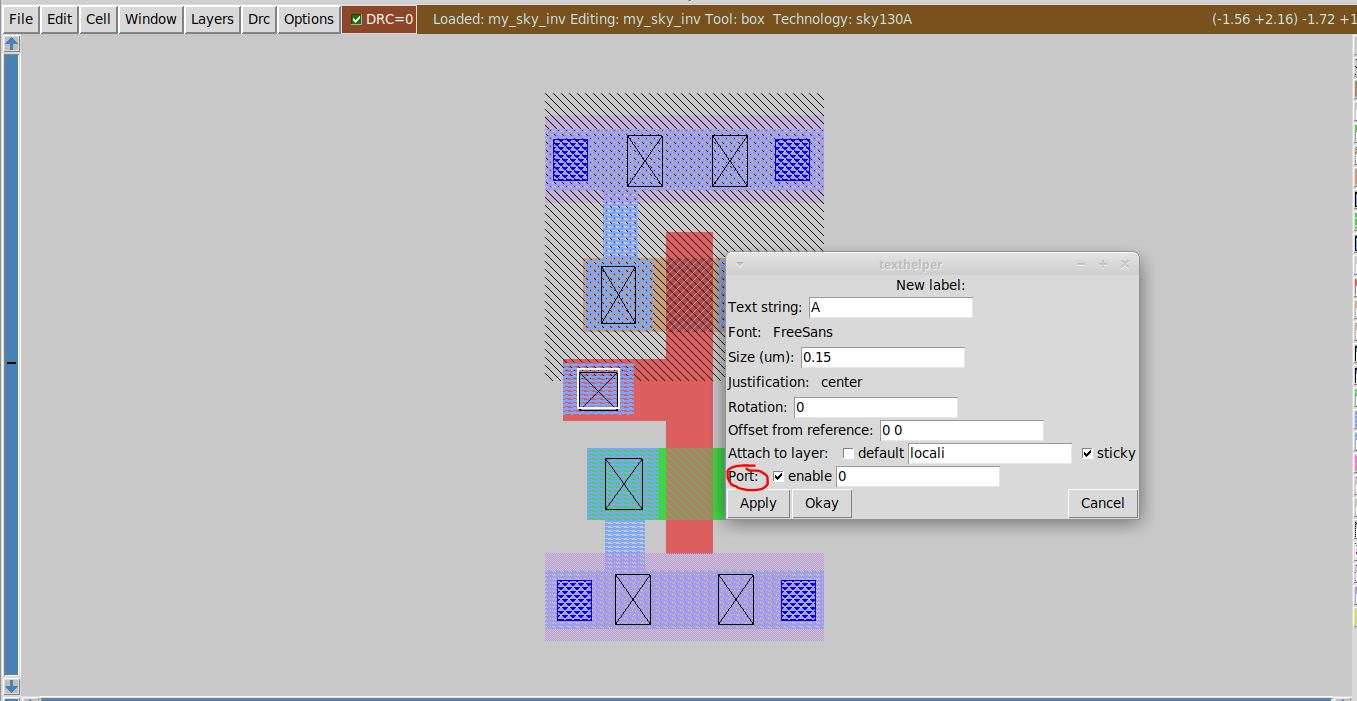 File Edit Cell Window Layers Drc Options DRC=0 Loaded: my_sky_inv Editing: my_sky_inv Tool: box Technology: sky130A (-1.56 +2.16) -1.72 +1
texthelper
New label:
Text string: A
Font: FreeSans
Size (um): 0.15
Justification: center
Rotation: 0
Offset from reference: 0 0
Attach to layer: default locali sticky
Port: enable 0
Apply Okay Cancel